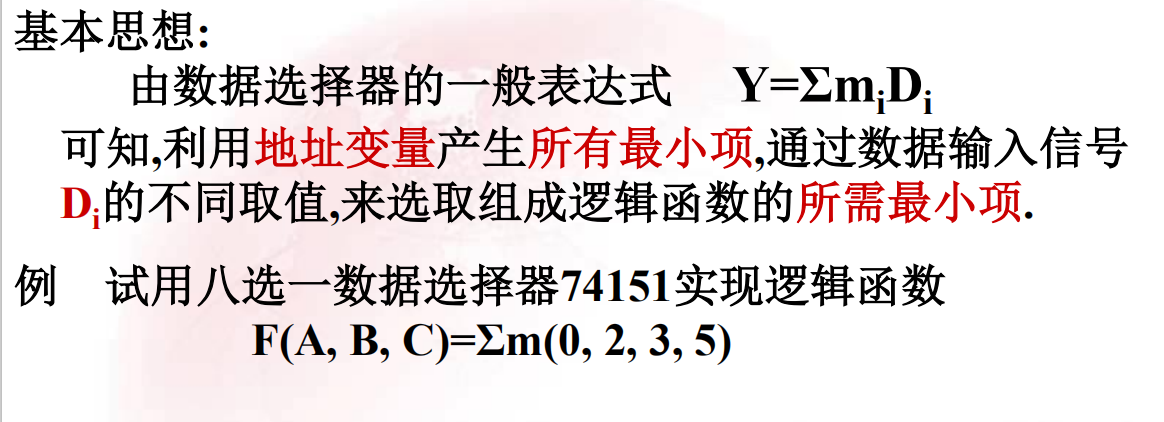 基本思想:
由数据选择器的一般表达式 Y=ΣmiDi
可知,利用地址变量产生所有最小项,通过数据输入信号
Di的不同取值,来选取组成逻辑函数的所需最小项.
例 试用八选一数据选择器74151实现逻辑函数
F(A, B, C)=Σm(0, 2, 3, 5)